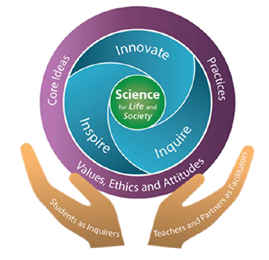 Core Ideas
Practices
Values, Ethics and Attitudes
Innovate
Inspire
Inquire
Science
for Life and
Society
Students as Inquirers
Teachers and Partners as Facilitators